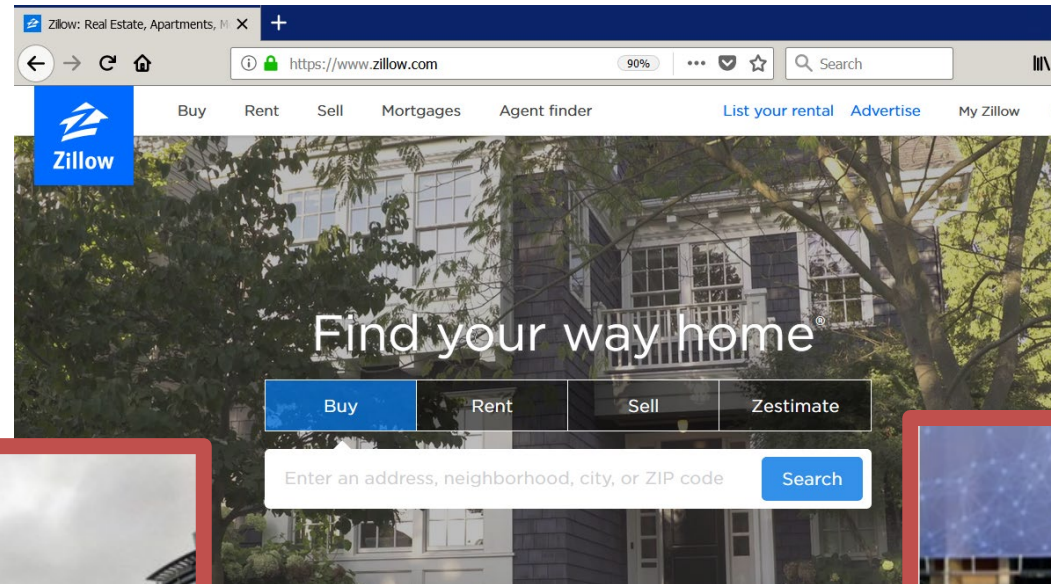 Zillow: Real Estate, Apartments, M
https://www.zillow.com 90% Search
Buy Rent Sell Mortgages Agent finder List your rental Advertise My Zillow
Zillow
Find your way home®
Buy Rent Sell Zestimate
Enter an address, neighborhood, city, or ZIP code Search